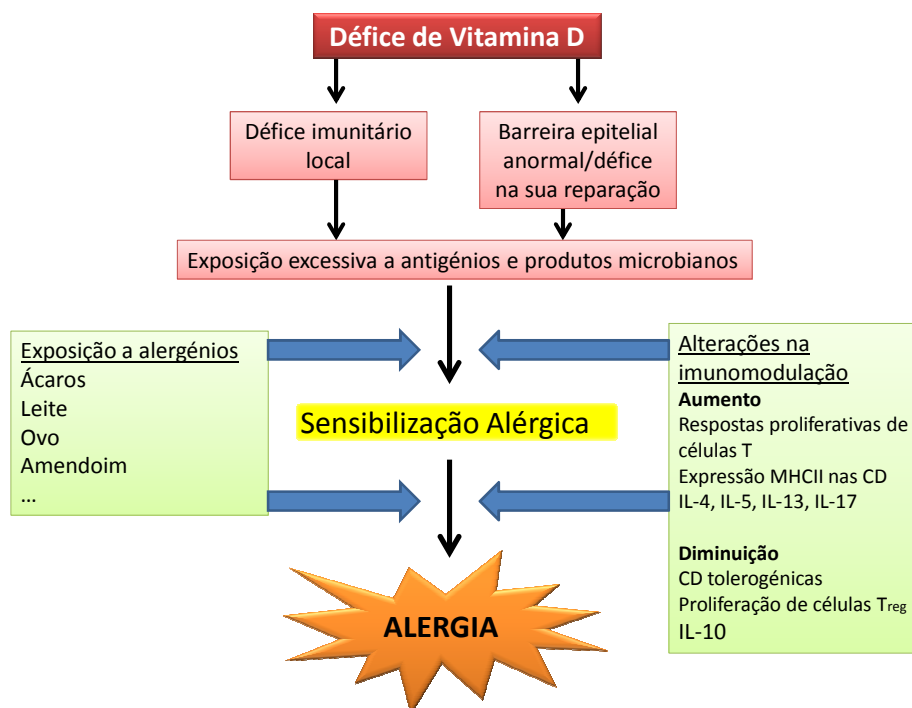 Défice de Vitamina D
Défice imunitário
local
Barreira epitelial
anormal/défice
na sua reparação
Exposição excessiva a antigénios e produtos microbianos
Exposição a alergénios
Ácaros
Leite
Ovo
Amendoim
...
Alterações na
imunomodulação
Aumento
Respostas proliferativas de
células T
Expressão MHCII nas CD
IL-4, IL-5, IL-13, IL-17
Diminuição
CD tolerogénicas
Proliferação de células Treg
IL-10
Sensibilização Alérgica
ALERGIA